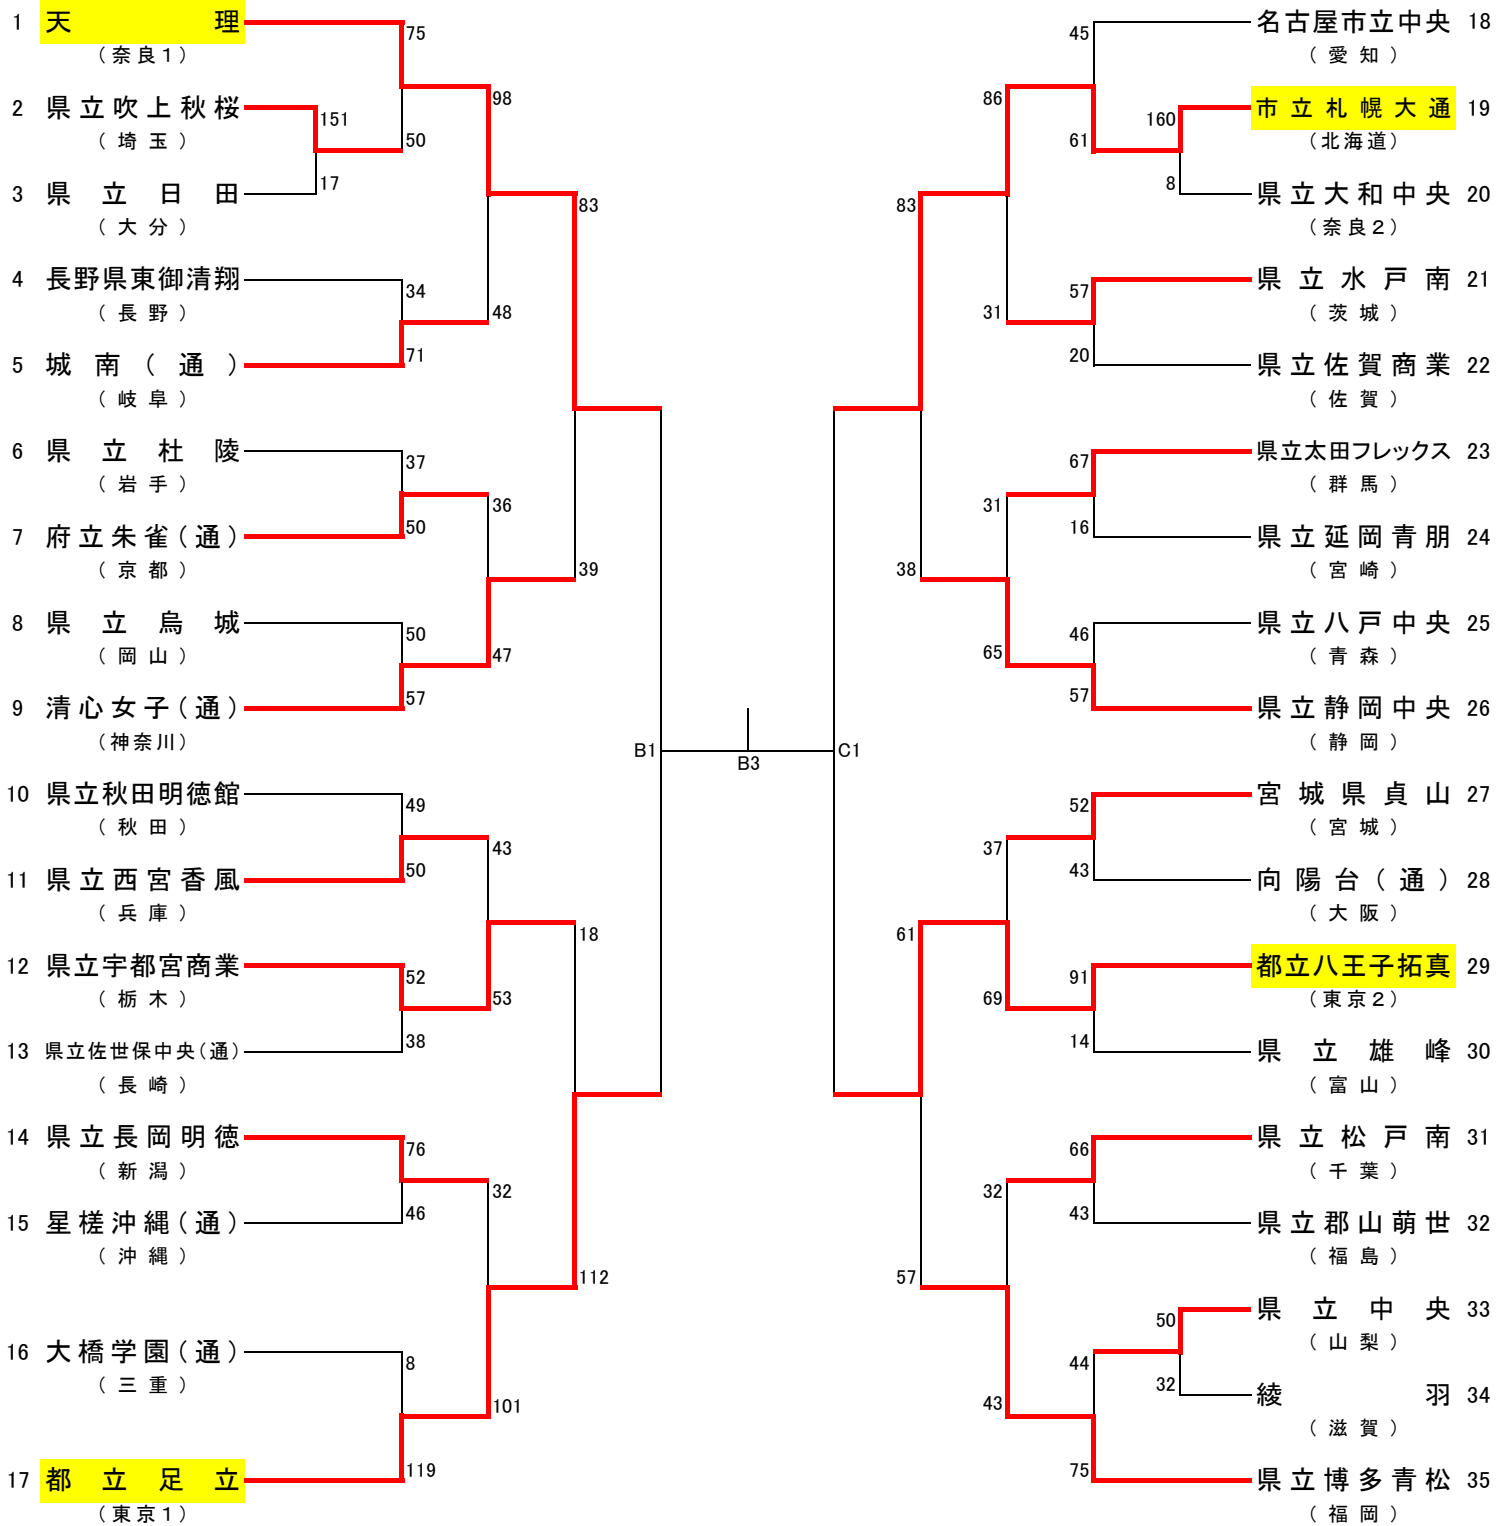 1 天理
(奈良1)
2 県立吹上秋桜
(埼玉)
3 県立日田
(大分)
4 長野県東御清翔
(長野)
5 城南(通)
(岐阜)
6 県立杜陵
(岩手)
7 府立朱雀(通)
(京都)
8 県立烏城
(岡山)
9 清心女子(通)
(神奈川)
10 県立秋田明徳館
(秋田)
11 県立西宮香風
(兵庫)
12 県立宇都宮商業
(栃木)
13 県立佐世保中央(通)
(長崎)
14 県立長岡明徳
(新潟)
15 星槎沖縄(通)
(沖縄)
16 大橋学園(通)
(三重)
17 都立足立
(東京1)
75
151
50
17
34
71
37
50
50
57
49
50
52
38
76
46
8
119
98
48
36
47
43
53
32
101
83
39
18
112
B1
B3
C1
83
38
61
57
86
31
31
65
37
69
32
43
45
61
160
8
57
20
67
16
46
57
52
43
91
14
66
43
44
50
32
75
名古屋市立中央 18
(愛知)
市立札幌大通 19
(北海道)
県立大和中央 20
(奈良2)
県立水戸南 21
(茨城)
県立佐賀商業 22
(佐賀)
県立太田フレックス 23
(群馬)
県立延岡青朋 24
(宮崎)
県立八戸中央 25
(青森)
県立静岡中央 26
(静岡)
宮城県貞山 27
(宮城)
向陽台(通) 28
(大阪)
都立八王子拓真 29
(東京2)
県立雄峰 30
(富山)
県立松戸南 31
(千葉)
県立郡山萌世 32
(福島)
県立中央 33
(山梨)
綾羽 34
(滋賀)
県立博多青松 35
(福岡)